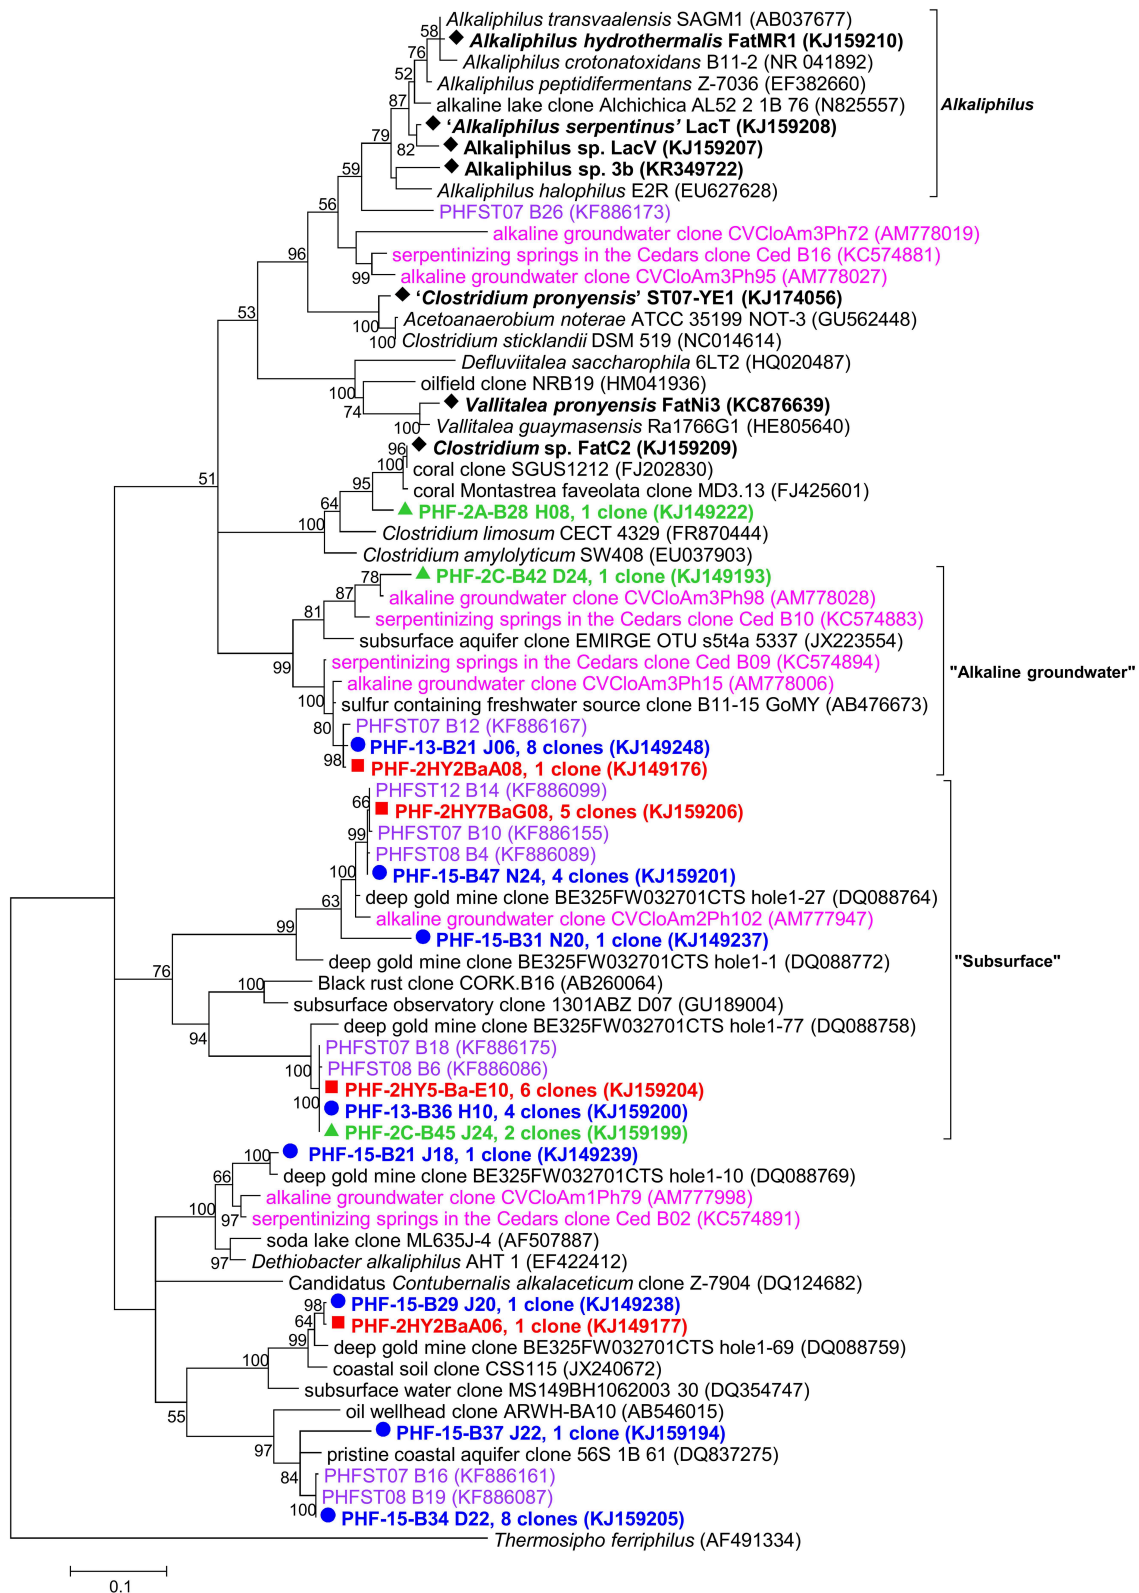 Alkaliphilus transvaalensis SAGM1 (AB037677)
58
Alkaliphilus hydrothermalis FatMR1 (KJ159210)
76
Alkaliphilus crotonatoxidans B11-2 (NR 041892)
52
Alkaliphilus peptidifermentans Z-7036 (EF382660)
87
alkaline lake clone Alchichica AL52 2 1B 76 (N825557)
Alkaliphilus
‘Alkaliphilus serpentinus’ LacT (KJ159208)
79
82
Alkaliphilus sp. LacV (KJ159207)
59
Alkaliphilus sp. 3b (KR349722)
Alkaliphilus halophilus E2R (EU627628)
56
PHFST07 B26 (KF886173)
alkaline groundwater clone CVCloAm3Ph72 (AM778019)
96
serpentinizing springs in the Cedars clone Ced B16 (KC574881)
99
alkaline groundwater clone CVCloAm3Ph95 (AM778027)
‘Clostridium pronyensis’ ST07-YE1 (KJ174056)
53
100
Acetoanaerobium noterae ATCC 35199 NOT-3 (GU562448)
100
Clostridium sticklandii DSM 519 (NC014614)
Defluviitalea saccharophila 6LT2 (HQ020487)
100
oilfield clone NRB19 (HM041936)
74
Vallitalea pronyensis FatNi3 (KC876639)
100
Vallitalea guaymasensis Ra1766G1 (HE805640)
96
Clostridium sp. FatC2 (KJ159209)
100
coral clone SGUS1212 (FJ202830)
51
95
coral Montastrea faveolata clone MD3.13 (FJ425601)
64
PHF-2A-B28 H08, 1 clone (KJ149222)
100
Clostridium limosum CECT 4329 (FR870444)
Clostridium amylolyticum SW408 (EU037903)
78
PHF-2C-B42 D24, 1 clone (KJ149193)
87
alkaline groundwater clone CVCloAm3Ph98 (AM778028)
81
serpentinizing springs in the Cedars clone Ced B10 (KC574883)
subsurface aquifer clone EMIRGE OTU s5t4a 5337 (JX223554)
99
serpentinizing springs in the Cedars clone Ced B09 (KC574894)
"Alkaline groundwater"
alkaline groundwater clone CVCloAm3Ph15 (AM778006)
100
sulfur containing freshwater source clone B11-15 GoMY (AB476673)
80
PHFST07 B12 (KF886167)
PHF-13-B21 J06, 8 clones (KJ149248)
98
PHF-2HY2BaA08, 1 clone (KJ149176)
PHFST12 B14 (KF886099)
66
PHF-2HY7BaG08, 5 clones (KJ159206)
99
PHFST07 B10 (KF886155)
PHFST08 B4 (KF886089)
100
PHF-15-B47 N24, 4 clones (KJ159201)
63
deep gold mine clone BE325FW032701CTS hole1-27 (DQ088764)
alkaline groundwater clone CVCloAm2Ph102 (AM777947)
99
PHF-15-B31 N20, 1 clone (KJ149237)
deep gold mine clone BE325FW032701CTS hole1-1 (DQ088772)
"Subsurface"
76
100
Black rust clone CORK.B16 (AB260064)
subsurface observatory clone 1301ABZ D07 (GU189004)
94
deep gold mine clone BE325FW032701CTS hole1-77 (DQ088758)
PHFST07 B18 (KF886175)
100
PHFST08 B6 (KF886086)
PHF-2HY5-Ba-E10, 6 clones (KJ159204)
100
PHF-13-B36 H10, 4 clones (KJ159200)
PHF-2C-B45 J24, 2 clones (KJ159199)
100
PHF-15-B21 J18, 1 clone (KJ149239)
66
deep gold mine clone BE325FW032701CTS hole1-10 (DQ088769)
alkaline groundwater clone CVCloAm1Ph79 (AM777998)
100
97
serpentinizing springs in the Cedars clone Ced B02 (KC574891)
soda lake clone ML635J-4 (AF507887)
97
Dethiobacter alkaliphilus AHT 1 (EF422412)
Candidatus Contubernalis alkalaceticum clone Z-7904 (DQ124682)
98
PHF-15-B29 J20, 1 clone (KJ149238)
64
PHF-2HY2BaA06, 1 clone (KJ149177)
99
deep gold mine clone BE325FW032701CTS hole1-69 (DQ088759)
100
coastal soil clone CSS115 (JX240672)
subsurface water clone MS149BH1062003 30 (DQ354747)
55
oil wellhead clone ARWH-BA10 (AB546015)
PHF-15-B37 J22, 1 clone (KJ159194)
97
pristine coastal aquifer clone 56S 1B 61 (DQ837275)
84
PHFST07 B16 (KF886161)
PHFST08 B19 (KF886087)
100
PHF-15-B34 D22, 8 clones (KJ159205)
Thermosipho ferriphilus (AF491334)
0.1